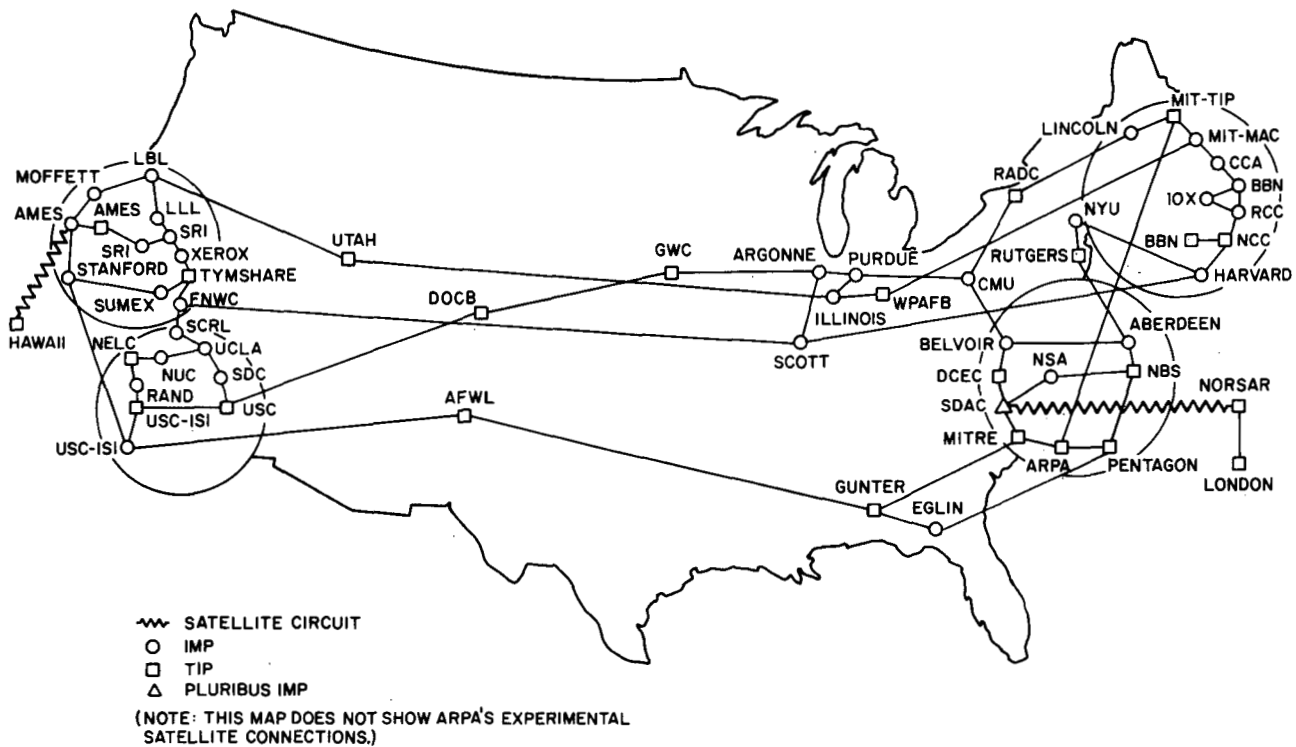 MIT-TIP
LINCOLN
MIT-MAC
LBL
CCA
MOFFETT
RADC
BBN
10X
AMES
AMES
LLL
NYU
RCC
SRI
SRI
UTAH
BBN
NCC
XEROX
GWC
ARGONNE
PURDUE
RUTGERS
STANFORD
TYMSHARE
HARVARD
CMU
SUMEX
FNWC
DOCB
WPAFB
ILLINOIS
HAWAII
SCRL
ABERDEEN
NELC
UCLA
BELVOIR
SCOTT
NSA
NUC
SDC
DCEC
NBS
RAND
NORSAR
AFWL
SDAC
USC-ISI
USC
MITRE
USC-ISI
ARPA
PENTAGON
LONDON
GUNTER
EGLIN
SATELLITE CIRCUIT
IMP
TIP
PLURIBUS IMP
(NOTE: THIS MAP DOES NOT SHOW ARPA'S EXPERIMENTAL
SATELLITE CONNECTIONS.)